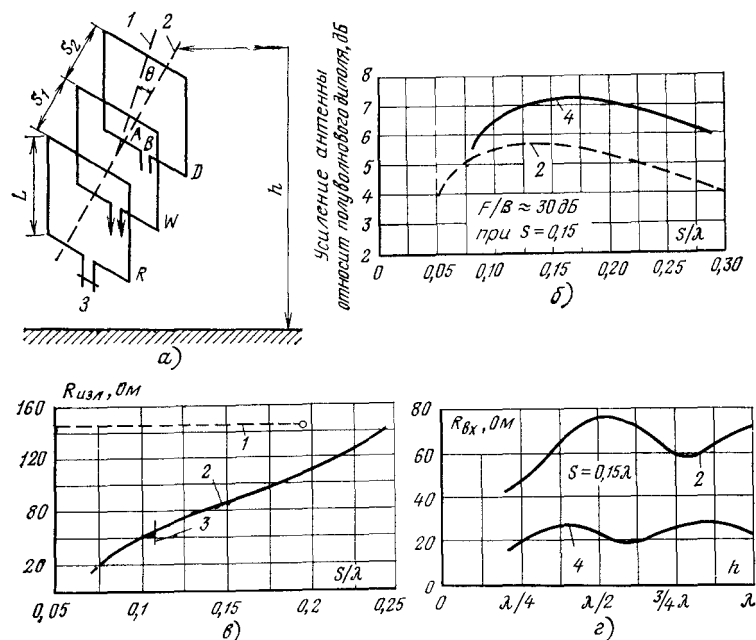 1 2
S₂
θ
S₁
A
B
D
h
L
W
R
3
а)
Усиление антенны
относит полуволнового диполя, дБ
8
7
6
5
4
3
2
4
2
F/B ≈ 30 дБ
при S = 0,15
S/λ
0 0,05 0,10 0,15 0,20 0,25 0,30
б)
Rизл, Ом
160
120
80
40
20
0
1
2
3
S/λ
0,05 0,1 0,15 0,2 0,25
в)
80
Rвх, Ом
60
40
20
0
S = 0,15λ
2
4
h
λ/4 λ/2 3/4 λ λ
г)